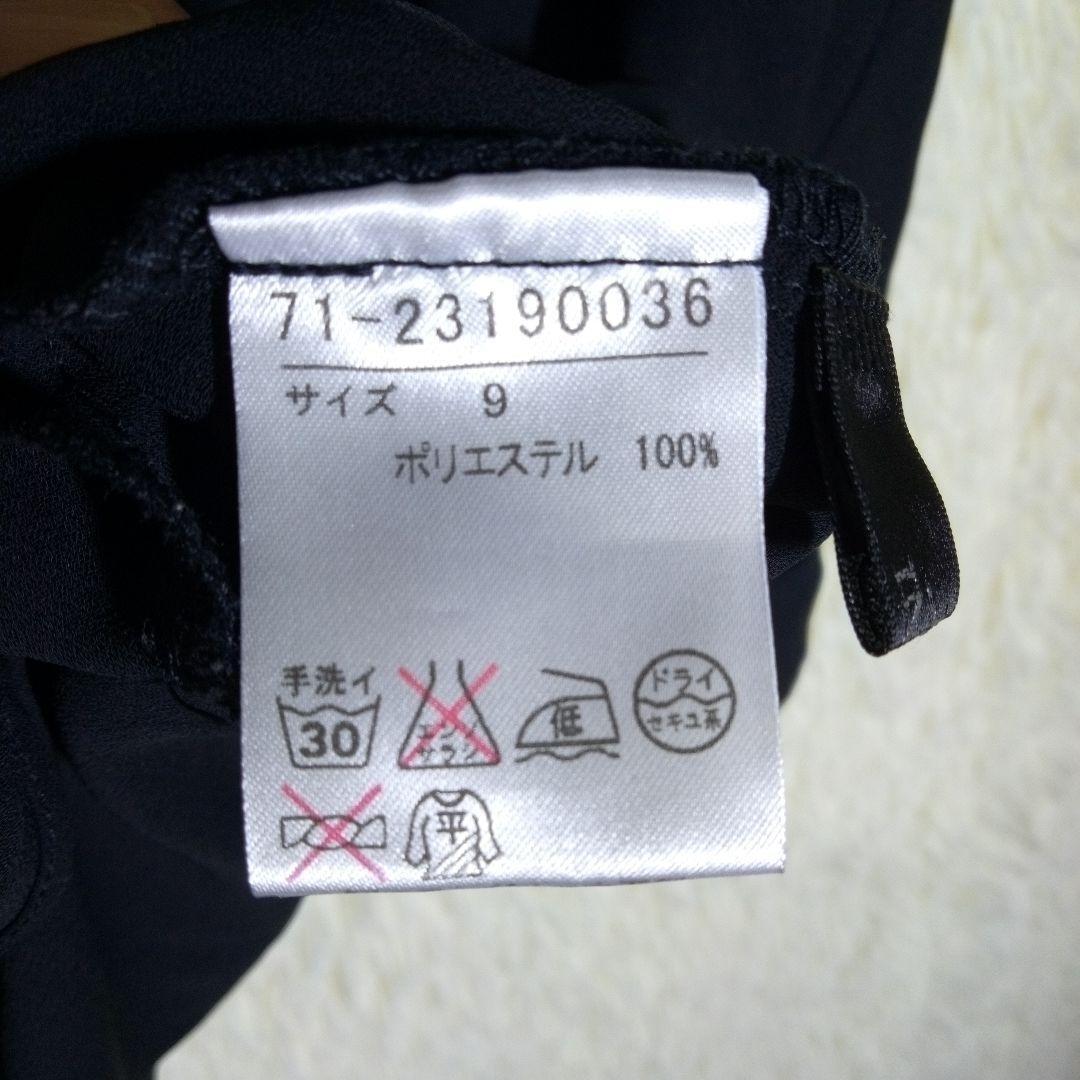 71-23190036
サイズ 9
ポリエステル 100%
手洗イ
30
エンソ
サラシ
低
ドライ
セキユ系
平